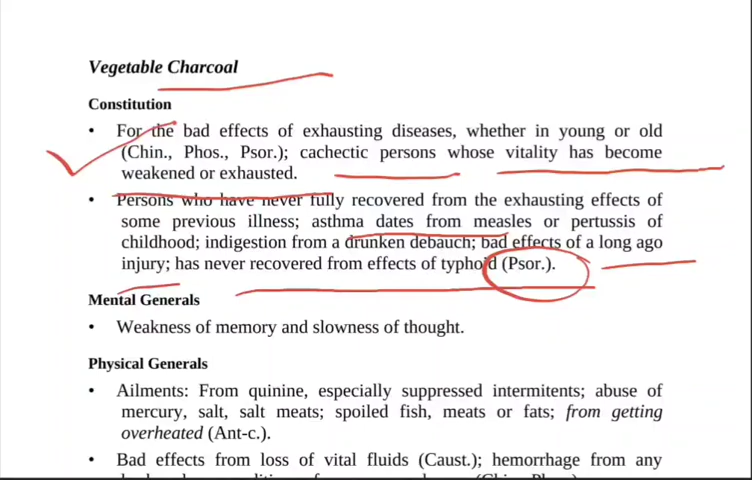 Vegetable Charcoal
Constitution
• For the bad effects of exhausting diseases, whether in young or old
(Chin., Phos., Psor.); cachectic persons whose vitality has become
weakened or exhausted.
• Persons who have never fully recovered from the exhausting effects of
some previous illness; asthma dates from measles or pertussis of
childhood; indigestion from a drunken debauch; bad effects of a long ago
injury; has never recovered from effects of typhoid (Psor.).
Mental Generals
• Weakness of memory and slowness of thought.
Physical Generals
• Ailments: From quinine, especially suppressed intermitents; abuse of
mercury, salt, salt meats; spoiled fish, meats or fats; from getting
overheated (Ant-c.).
• Bad effects from loss of vital fluids (Caust.); hemorrhage from any